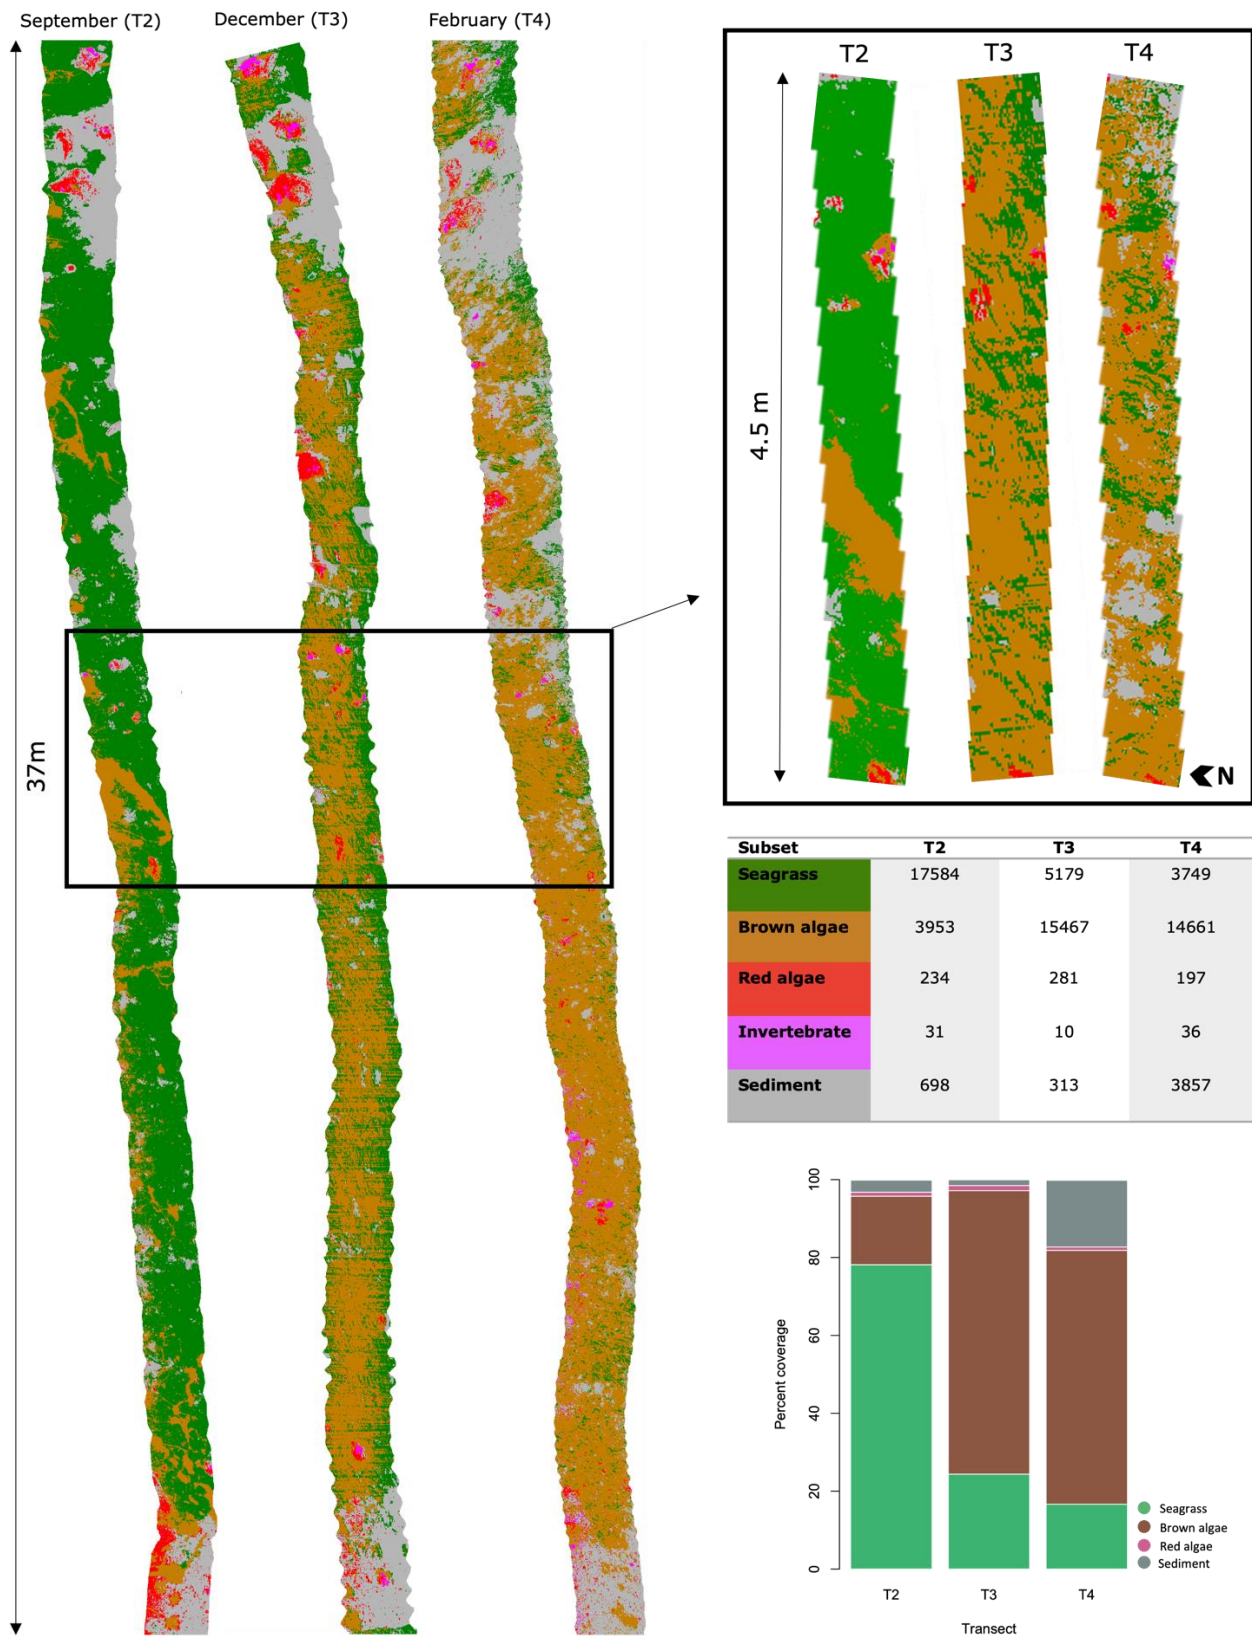 September (T2) December (T3) February (T4)
37m
T2 T3 T4
4.5 m
N
Subset T2 T3 T4
Seagrass 17584 5179 3749
Brown algae 3953 15467 14661
Red algae 234 281 197
Invertebrate 31 10 36
Sediment 698 313 3857
Percent coverage
100
80
60
40
20
0
T2 T3 T4
Transect
Seagrass
Brown algae
Red algae
Sediment